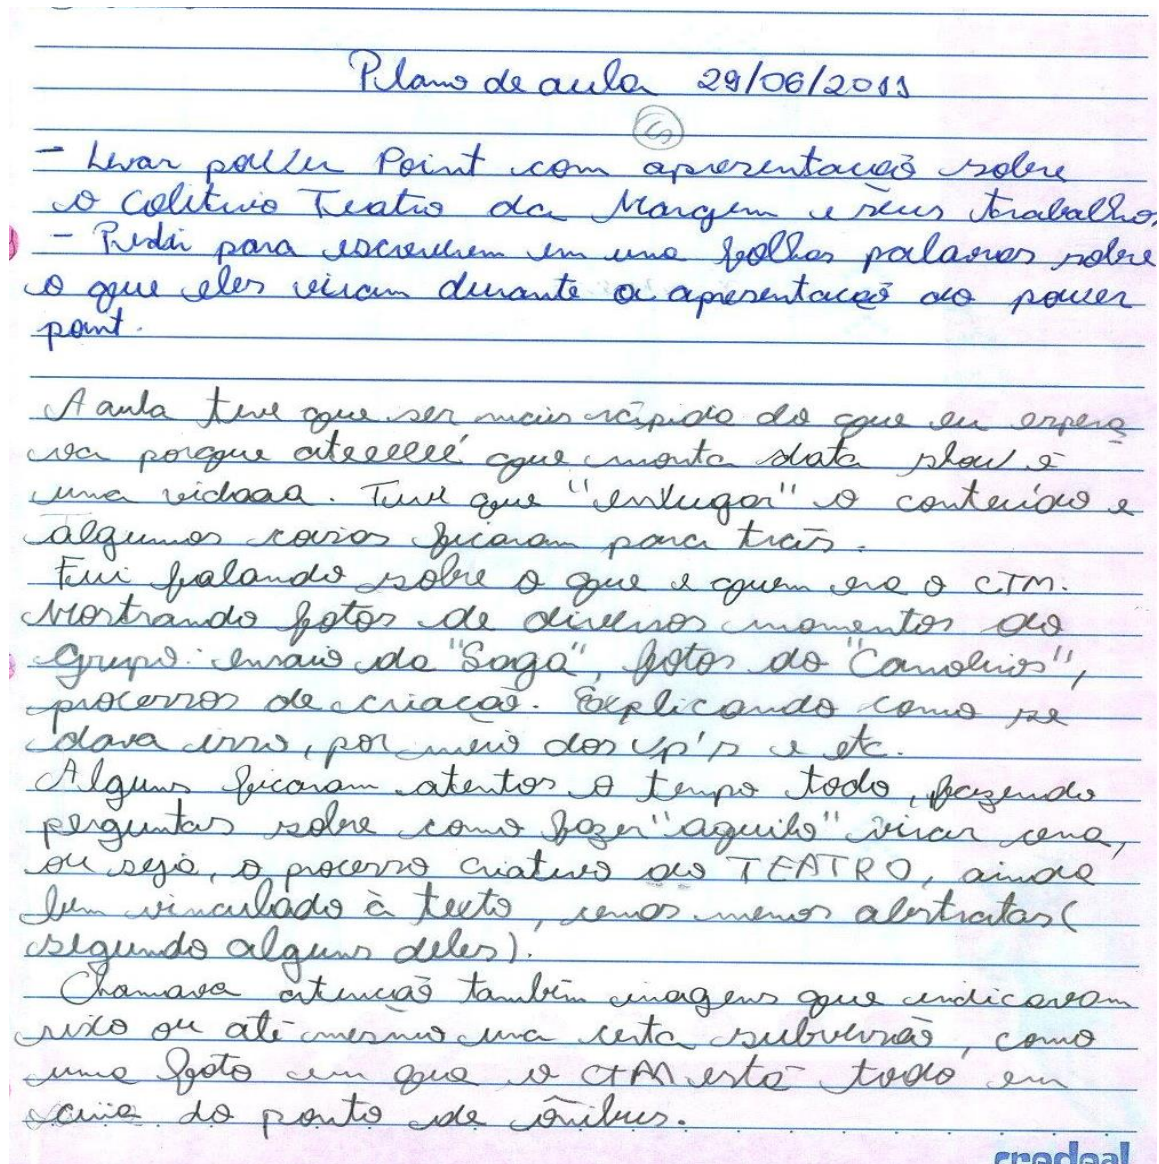 Plano de aula 29/06/2011
- Levar power Point com apresentação sobre
o Coletivo Teatro da Margem e seus trabalhos
- Pedir para escreverem em uma folha palavras sobre
o que eles viram durante a apresentação do power
point.
A aula teve que ser mais rápida do que eu espera
va porque ateeeeé que monta data show é
uma vidaaa. Tive que "enxugar" o conteúdo e
algumas coisas ficaram para trás.
Fui falando sobre o que e quem era o CTM.
Mostrando fotos de diversos momentos do
grupo: ensaio do "Saga", fotos do "Canoeiros",
processos de criação. Explicando como se
dava isso, por meio dos vp's e etc.
Alguns ficaram atentos o tempo todo, fazendo
perguntas sobre como fazer "aquilo" virar cena,
ou seja, o processo criativo do TEATRO, ainda
bem vinculado à texto, cenas menos abstratas (
segundo alguns deles).
Chamava atenção também imagens que indicavam
sexo ou até mesmo uma certa subversão, como
uma foto em que o CTM está todo em
cima do ponto de ônibus.
credeal